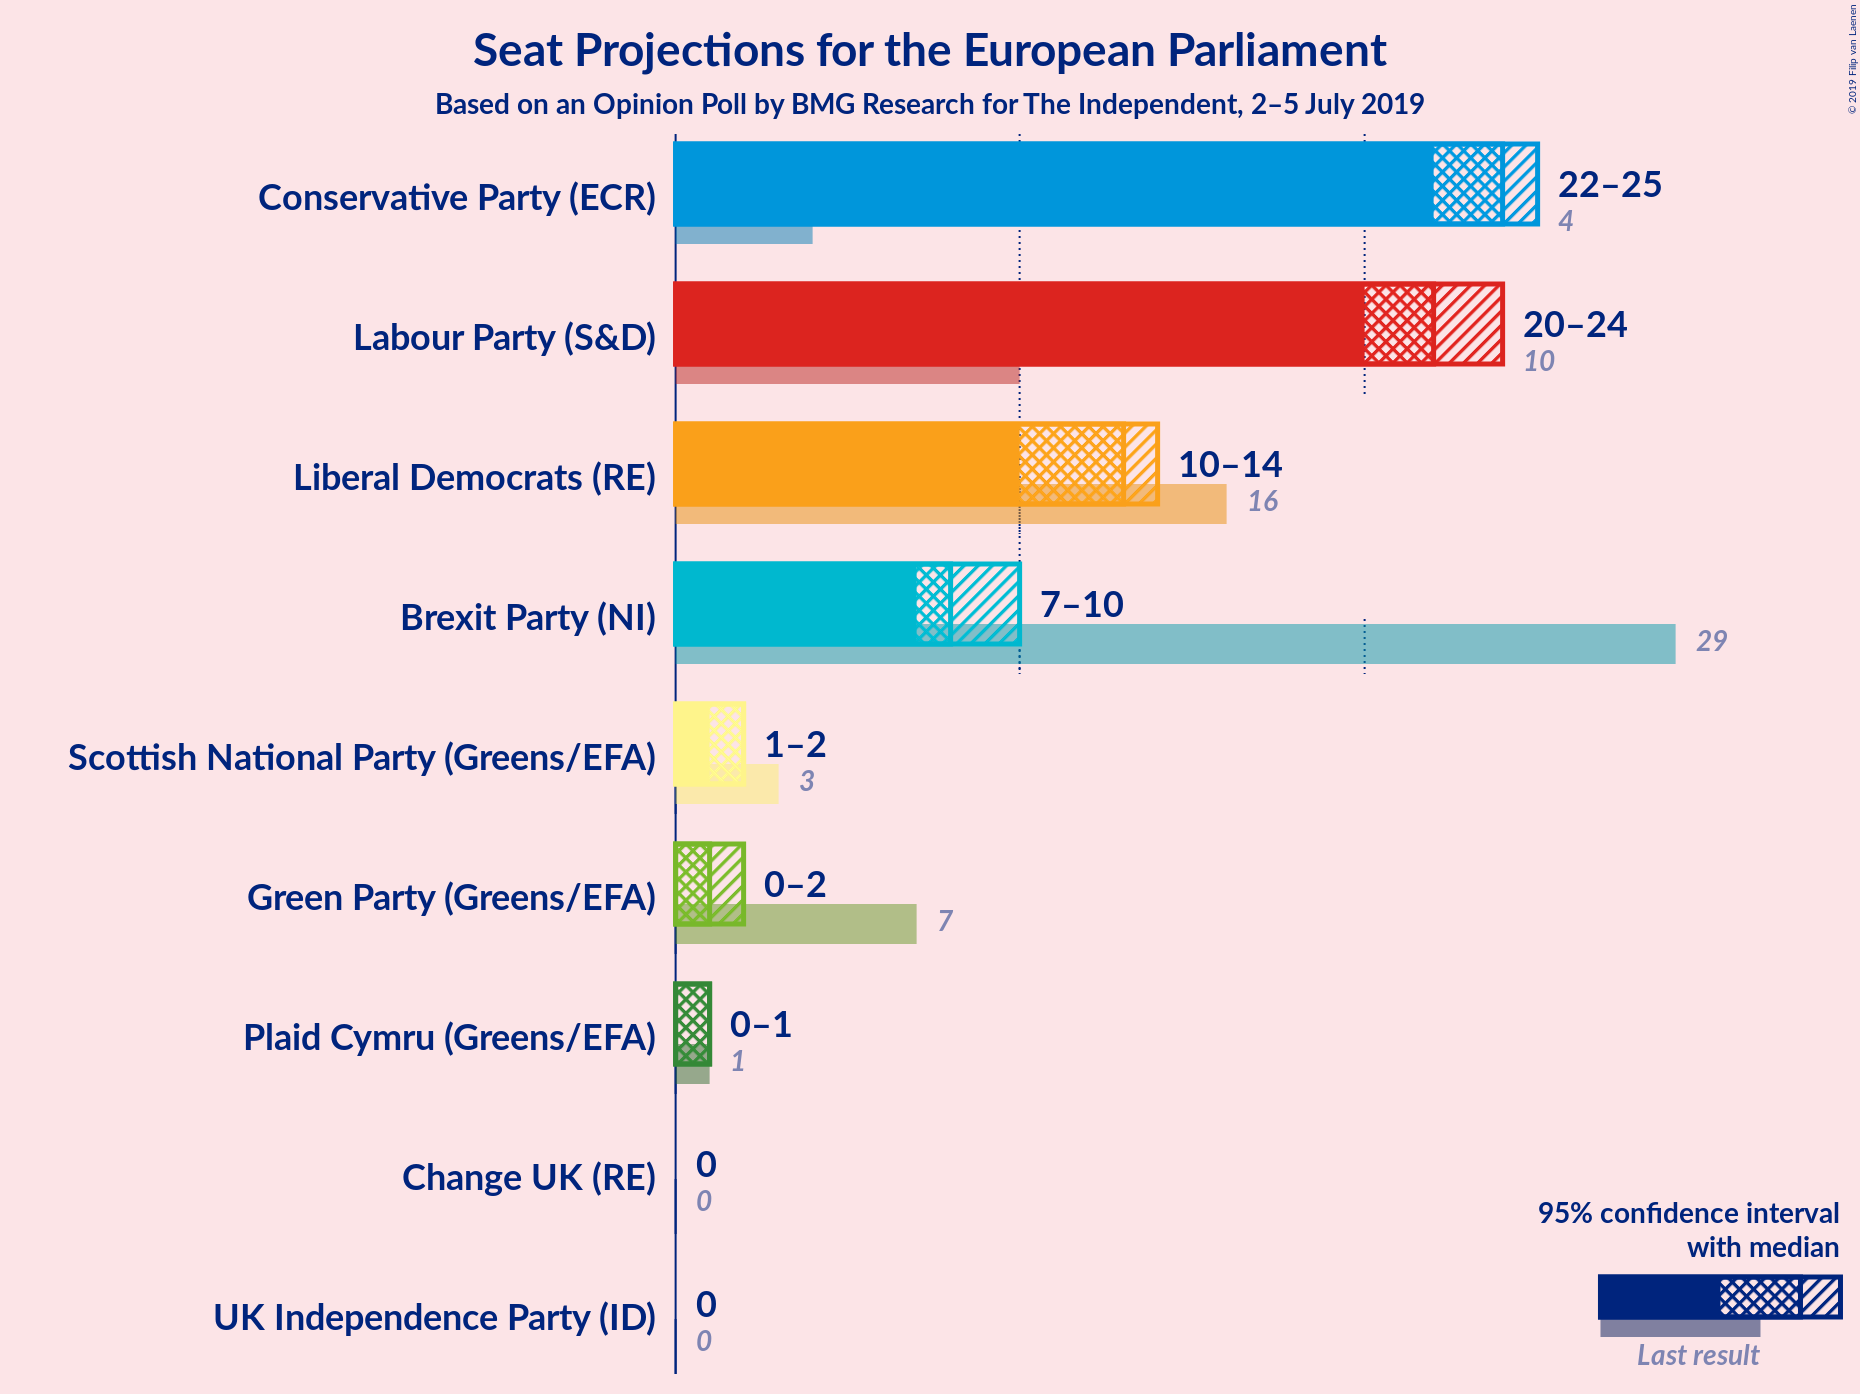 Seat Projections for the European Parliament
Based on an Opinion Poll by BMG Research for The Independent, 2–5 July 2019
© 2019 Filip van Laenen
Conservative Party (ECR)
22–25
4
Labour Party (S&D)
20–24
10
Liberal Democrats (RE)
10–14
16
Brexit Party (NI)
7–10
29
Scottish National Party (Greens/EFA)
1–2
3
Green Party (Greens/EFA)
0–2
7
Plaid Cymru (Greens/EFA)
0–1
1
Change UK (RE)
0
0
UK Independence Party (ID)
0
0
95% confidence interval
with median
Last result